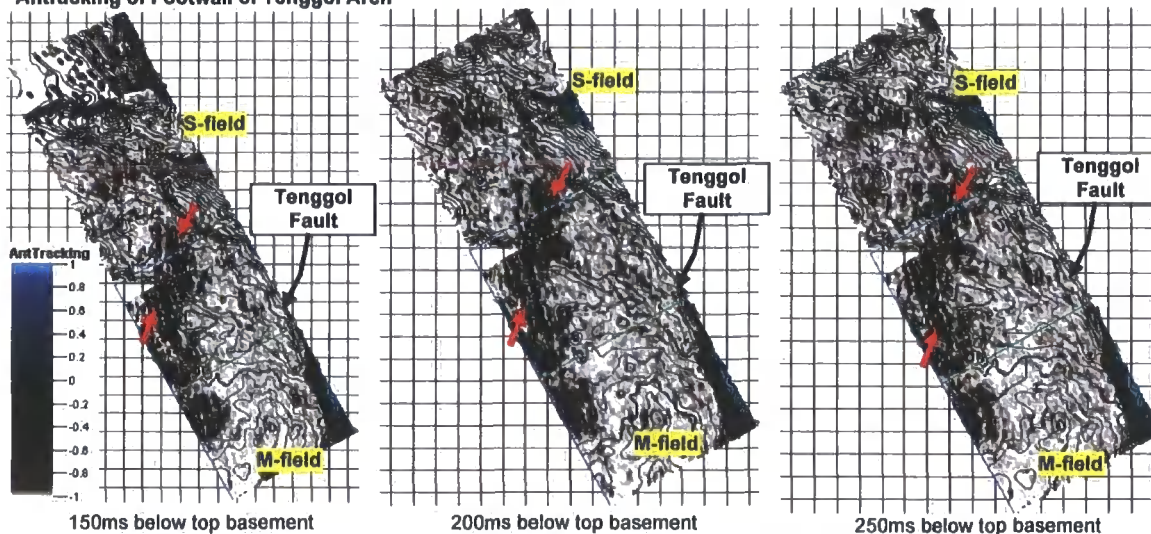 Anttracking of Footwall of Tenggol Arch
S-field
Tenggol
Fault
M-field
AntTracking
1
0.8
0.6
0.4
0.2
0
-0.2
-0.4
-0.6
-0.8
-1
150ms below top basement
S-field
Tenggol
Fault
M-field
200ms below top basement
S-field
Tenggol
Fault
M-field
250ms below top basement